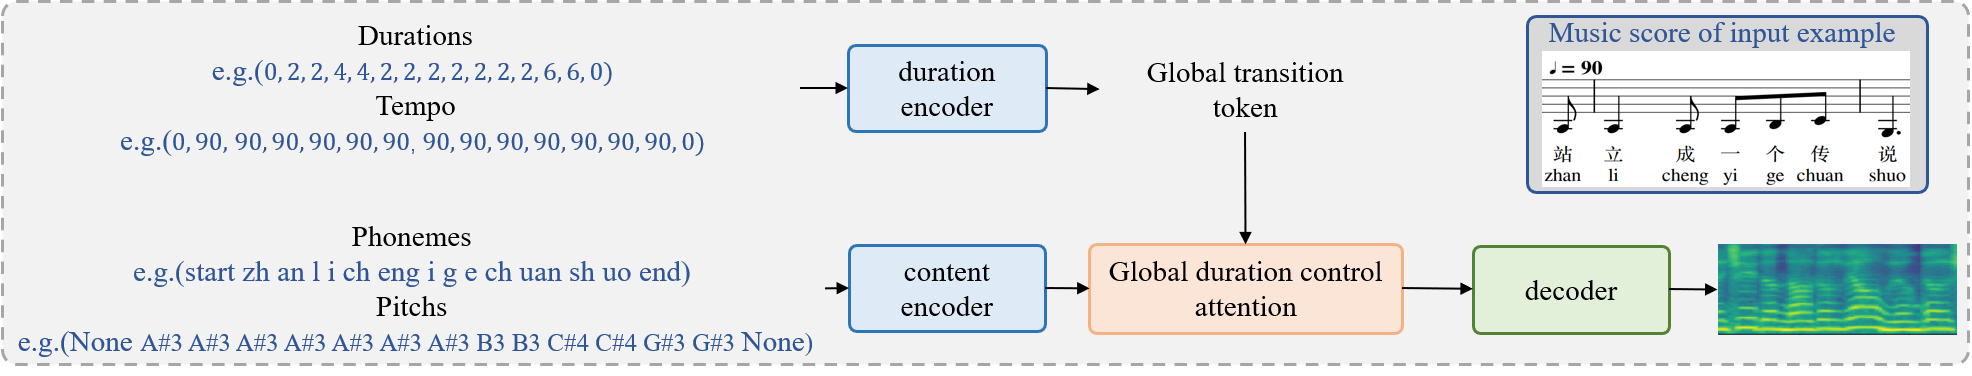 Durations
e.g.(0, 2, 2, 4, 4, 2, 2, 2, 2, 2, 2, 2, 6, 6, 0)
Tempo
e.g.(0, 90, 90, 90, 90, 90, 90, 90, 90, 90, 90, 90, 90, 90, 0)
duration
encoder
Global transition
token
Music score of input example
♩= 90
站 立 成 一 个 传 说
zhan li cheng yi ge chuan shuo
Phonemes
e.g.(start zh an l i ch eng i g e ch uan sh uo end)
Pitchs
e.g.(None A#3 A#3 A#3 A#3 A#3 A#3 A#3 B3 B3 C#4 C#4 G#3 G#3 None)
content
encoder
Global duration control
attention
decoder